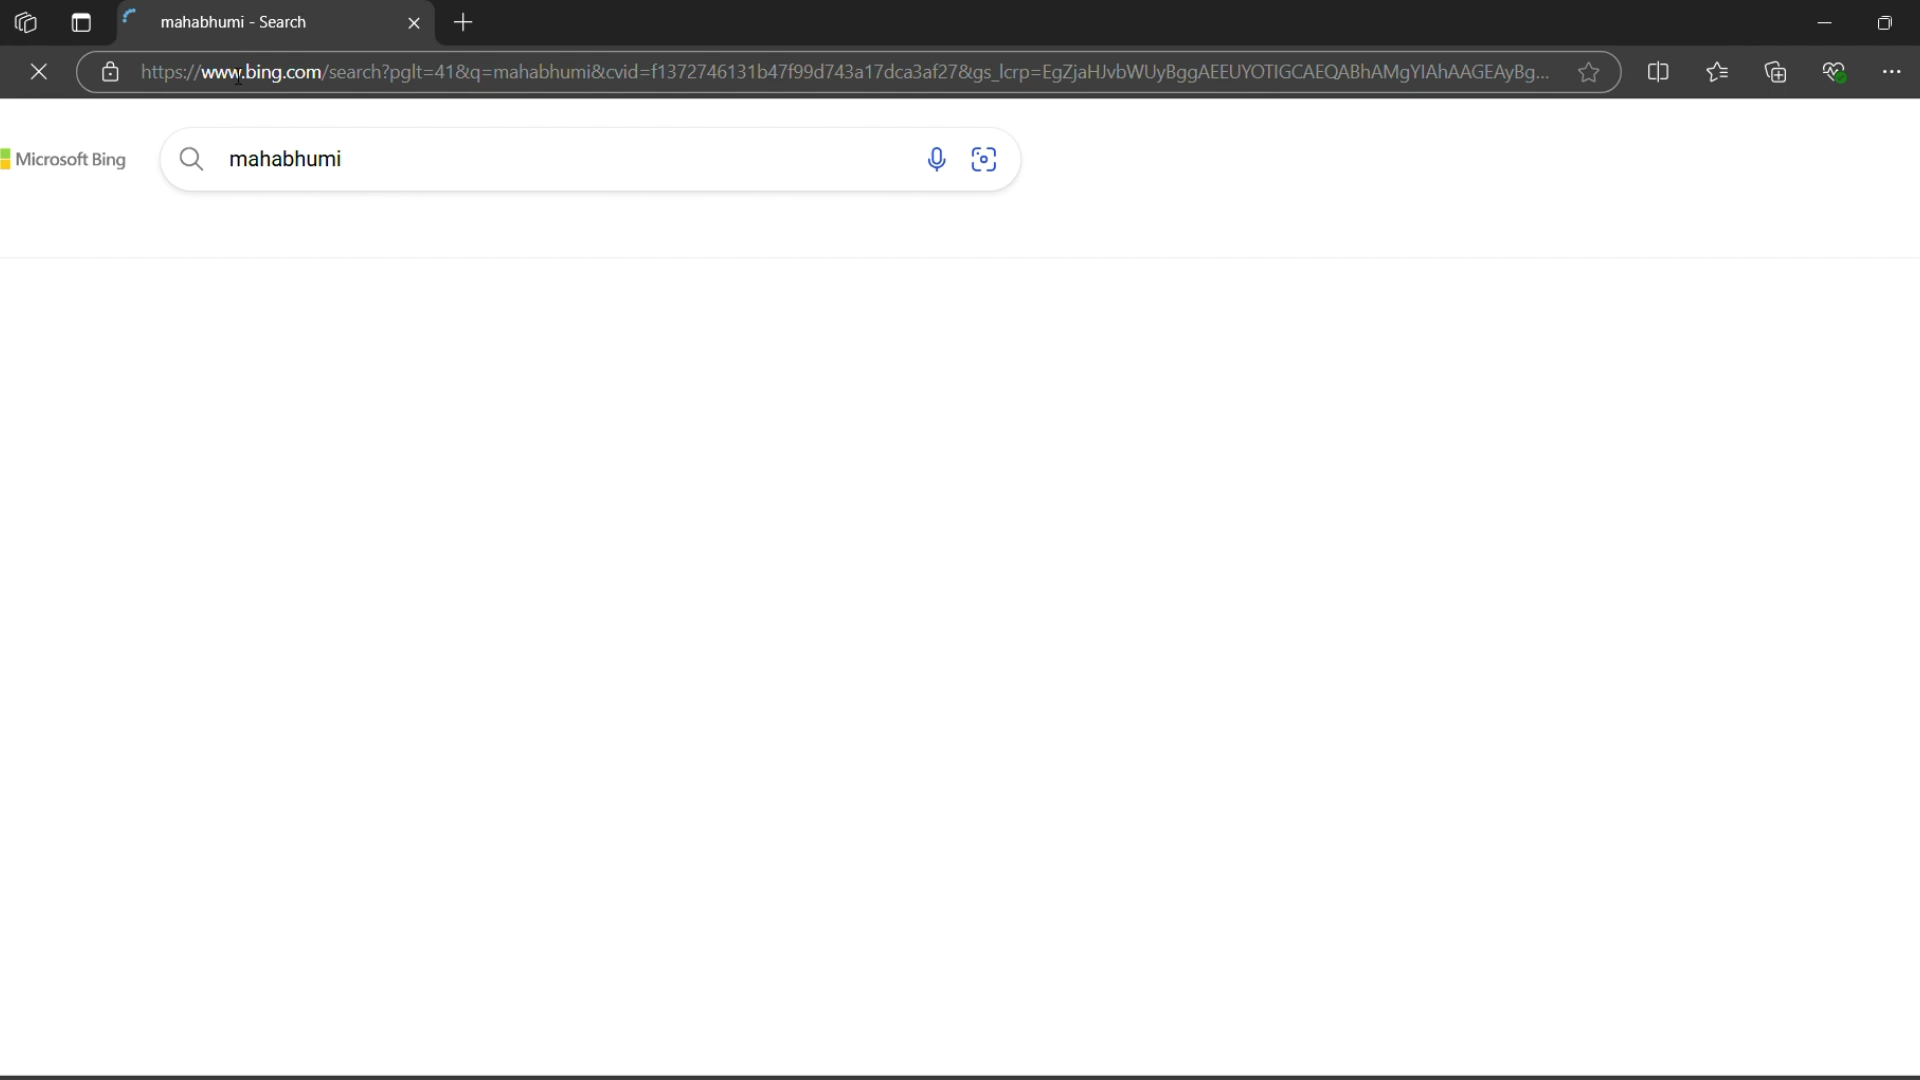 mahabhumi - Search
https://www.bing.com/search?pglt=41&q=mahabhumi&cvid=f1372746131b47f99d743a17dca3af27&gs_lcrp=EgZjaHJvbWUyBggAEEUYOTIGCAEQABhAMgYIAhAAGEAyBg...
Microsoft Bing
mahabhumi